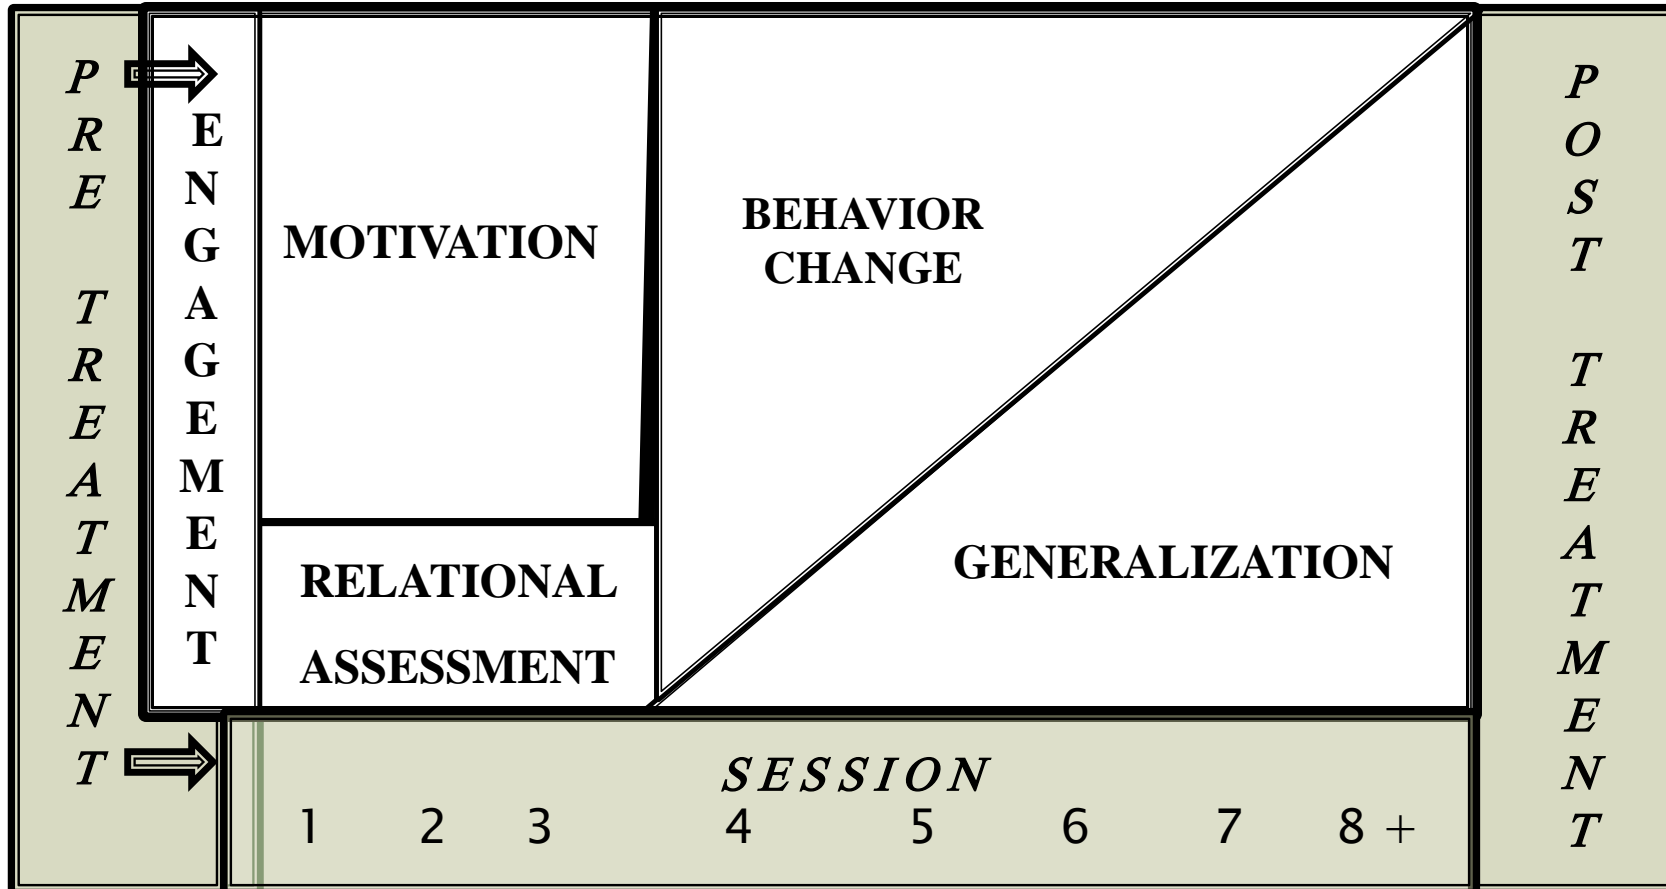 PRE TREATMENT
ENGAGEMENT
MOTIVATION
RELATIONAL
ASSESSMENT
BEHAVIOR
CHANGE
GENERALIZATION
POST TREATMENT
SESSION
1 2 3 4 5 6 7 8 +